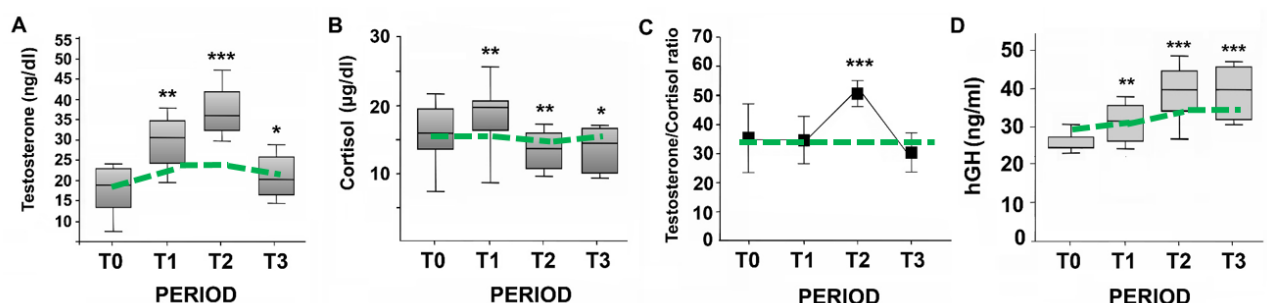 A
Testosterone (ng/dl)
55
50
45
40
35
30
25
20
15
10
**
***
*
T0 T1 T2 T3
PERIOD
B
Cortisol (µg/dl)
30
20
10
**
**
*
T0 T1 T2 T3
PERIOD
C
Testosterone/Cortisol ratio
70
60
50
40
30
20
10
0
***
T0 T1 T2 T3
PERIOD
D
hGH (ng/ml)
50
40
30
20
10
0
**
***
***
T0 T1 T2 T3
PERIOD